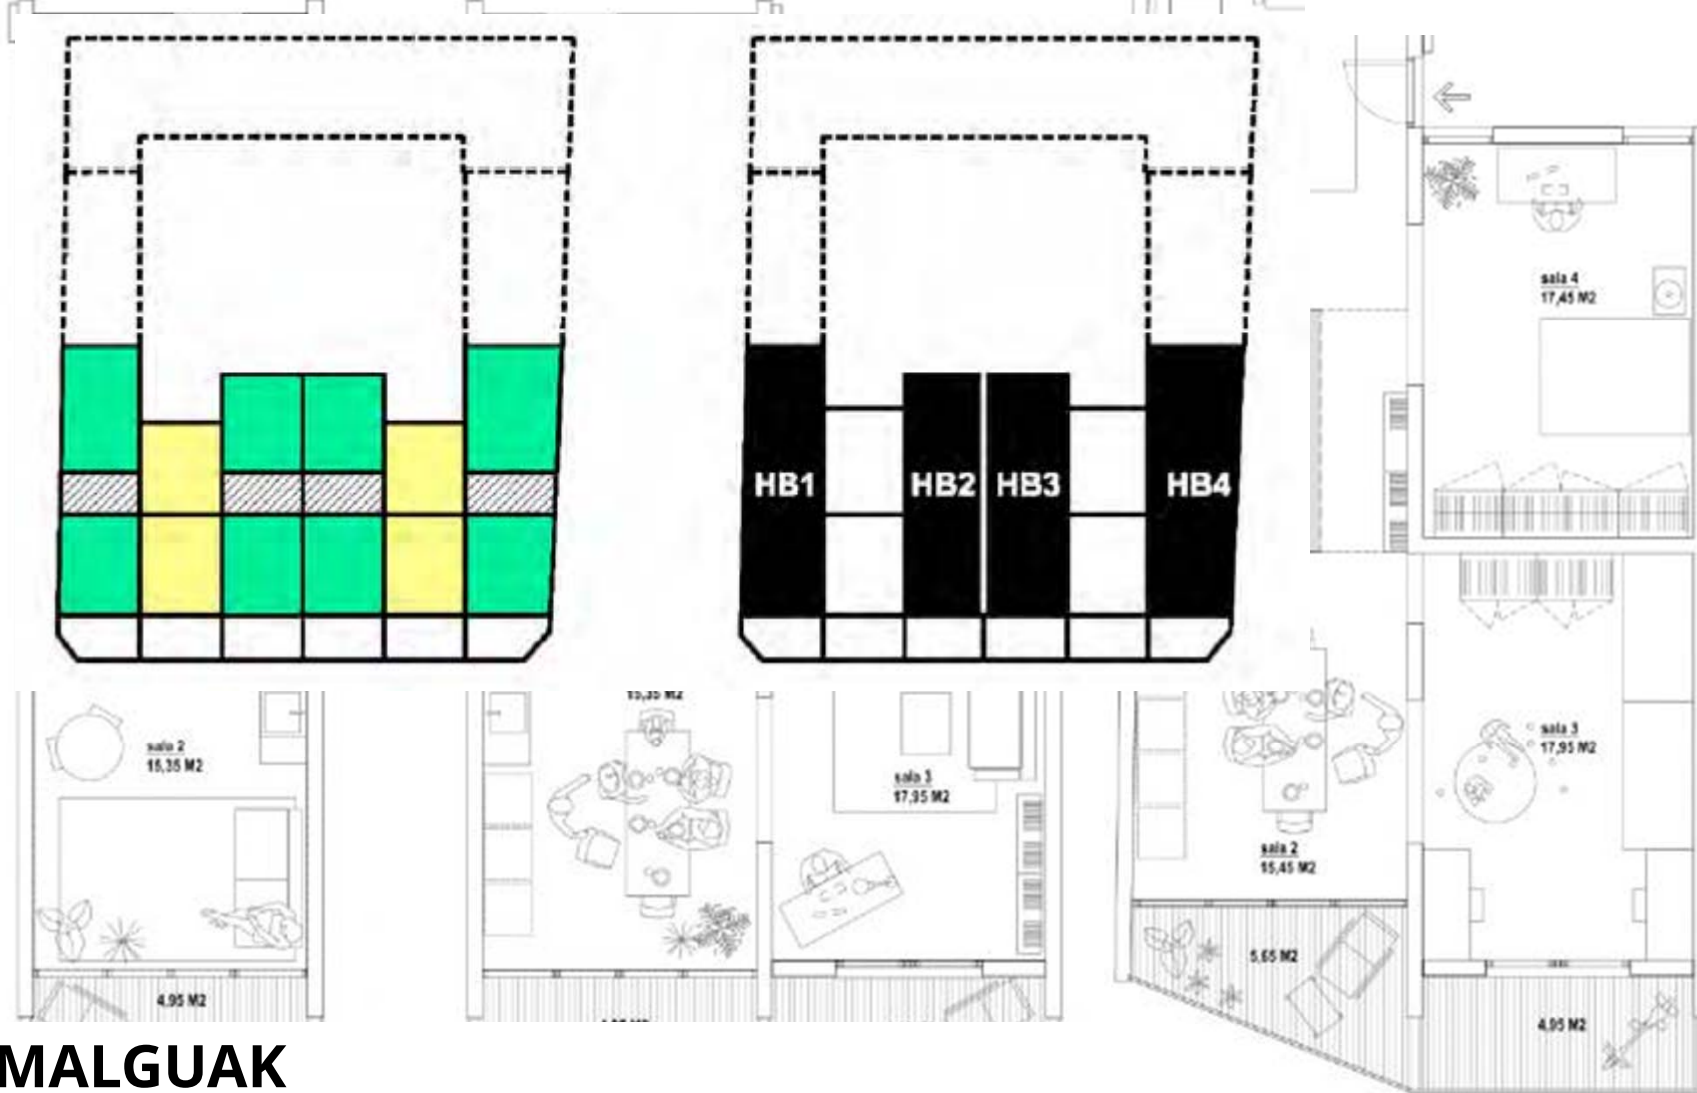 HB1
HB2
HB3
HB4
sala 4
17,45 M2
15,35 M2
sala 2
15,35 M2
sala 3
17,95 M2
sala 3
17,95 M2
sala 2
15,45 M2
5,65 M2
4,95 M2
4,95 M2
MALGUAK